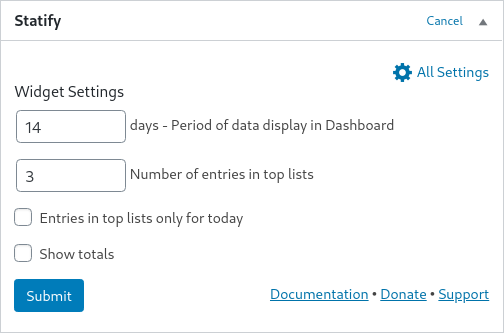 Statify
Cancel
All Settings
Widget Settings
14 days - Period of data display in Dashboard
3 Number of entries in top lists
Entries in top lists only for today
Show totals
Submit Documentation • Donate • Support